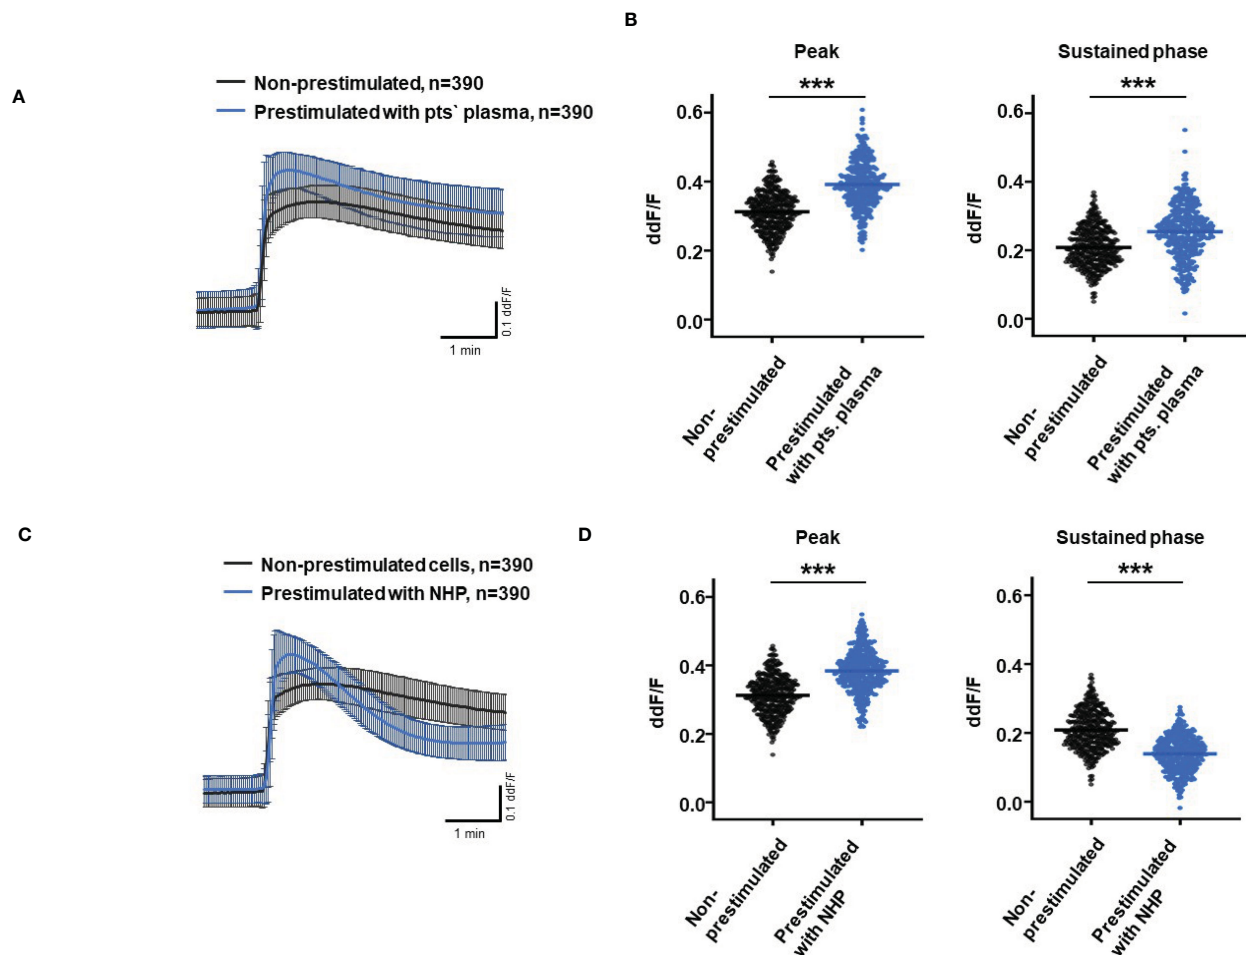 A
Non-prestimulated, n=390
Prestimulated with pts` plasma, n=390
0.1 ddF/F
1 min
B
Peak
***
ddF/F
0.6
0.4
0.2
0.0
Non-
prestimulated
Prestimulated
with pts. plasma
Sustained phase
***
ddF/F
0.6
0.4
0.2
0.0
Non-
prestimulated
Prestimulated
with pts. plasma
C
Non-prestimulated cells, n=390
Prestimulated with NHP, n=390
0.1 ddF/F
1 min
D
Peak
***
ddF/F
0.6
0.4
0.2
0.0
Non-
prestimulated
Prestimulated
with NHP
Sustained phase
***
ddF/F
0.6
0.4
0.2
0.0
Non-
prestimulated
Prestimulated
with NHP